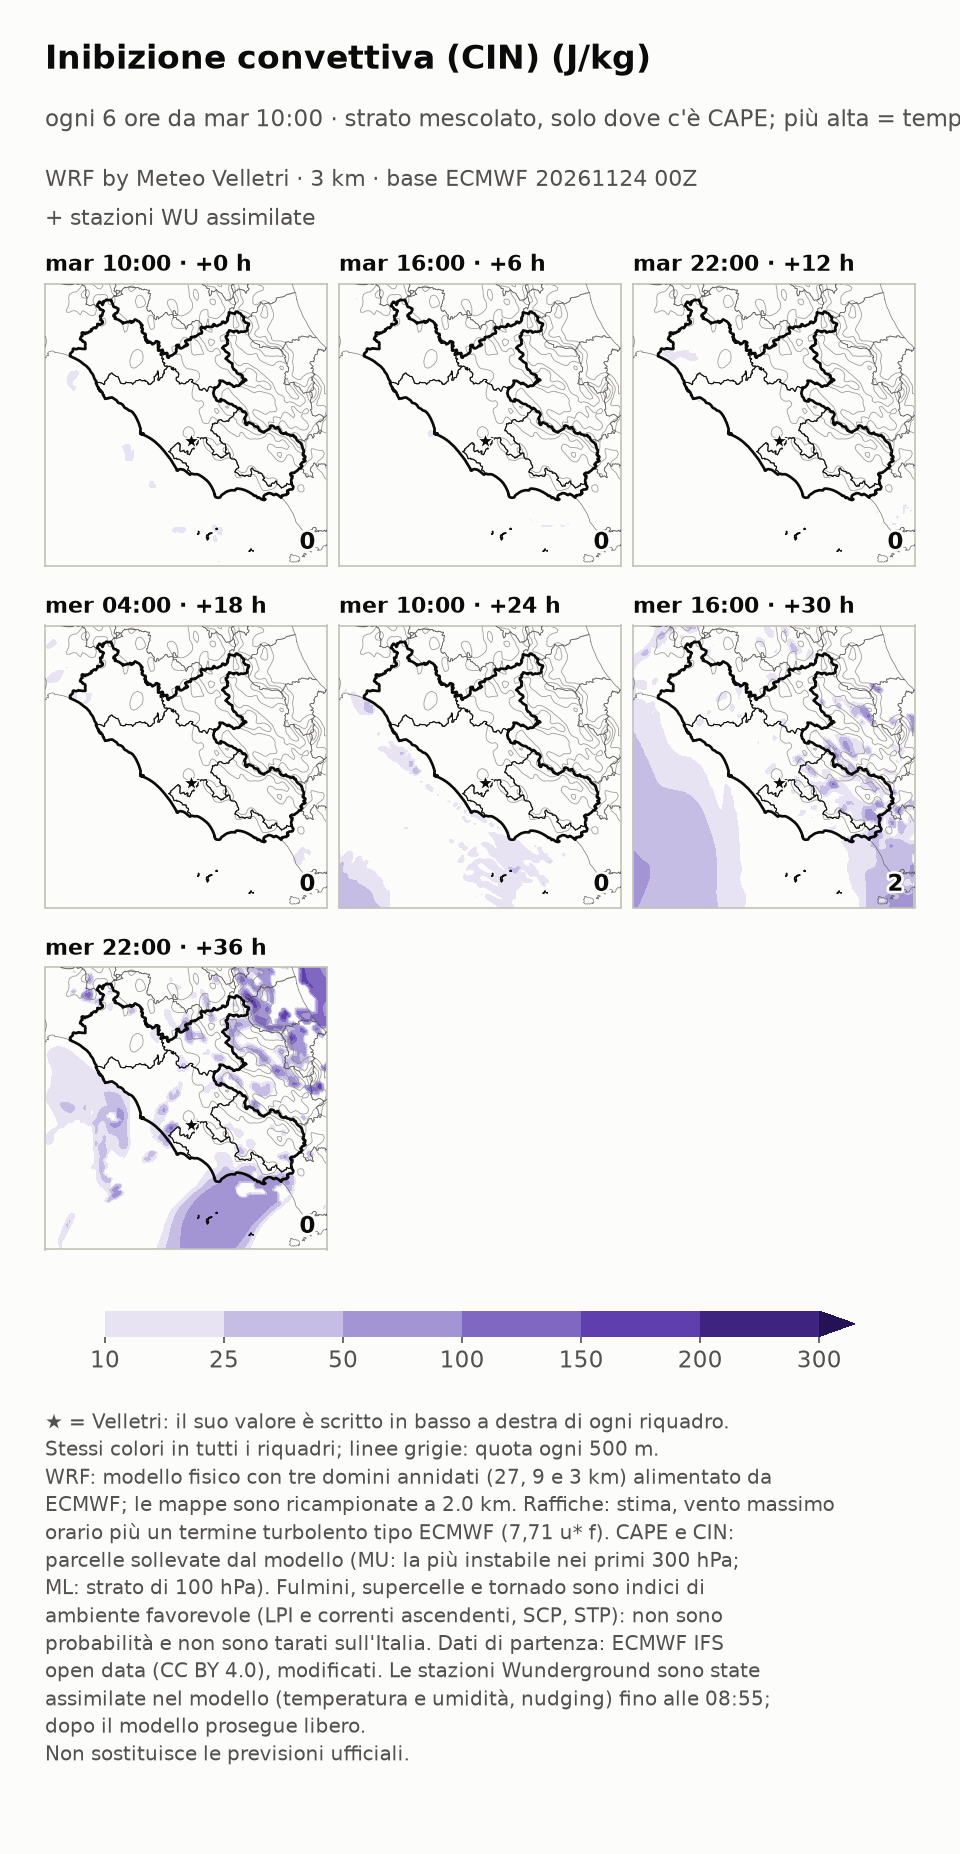 Inibizione convettiva (CIN) (J/kg)
ogni 6 ore da mar 10:00 · strato mescolato, solo dove c'è CAPE; più alta = temp
WRF by Meteo Velletri · 3 km · base ECMWF 20261124 00Z
+ stazioni WU assimilate
mar 10:00 · +0 h
mar 16:00 · +6 h
mar 22:00 · +12 h
0
0
0
mer 04:00 · +18 h
mer 10:00 · +24 h
mer 16:00 · +30 h
0
0
2
mer 22:00 · +36 h
0
10 25 50 100 150 200 300
★ = Velletri: il suo valore è scritto in basso a destra di ogni riquadro.
Stessi colori in tutti i riquadri; linee grigie: quota ogni 500 m.
WRF: modello fisico con tre domini annidati (27, 9 e 3 km) alimentato da
ECMWF; le mappe sono ricampionate a 2.0 km. Raffiche: stima, vento massimo
orario più un termine turbolento tipo ECMWF (7,71 u* f). CAPE e CIN:
parcelle sollevate dal modello (MU: la più instabile nei primi 300 hPa;
ML: strato di 100 hPa). Fulmini, supercelle e tornado sono indici di
ambiente favorevole (LPI e correnti ascendenti, SCP, STP): non sono
probabilità e non sono tarati sull'Italia. Dati di partenza: ECMWF IFS
open data (CC BY 4.0), modificati. Le stazioni Wunderground sono state
assimilate nel modello (temperatura e umidità, nudging) fino alle 08:55;
dopo il modello prosegue libero.
Non sostituisce le previsioni ufficiali.